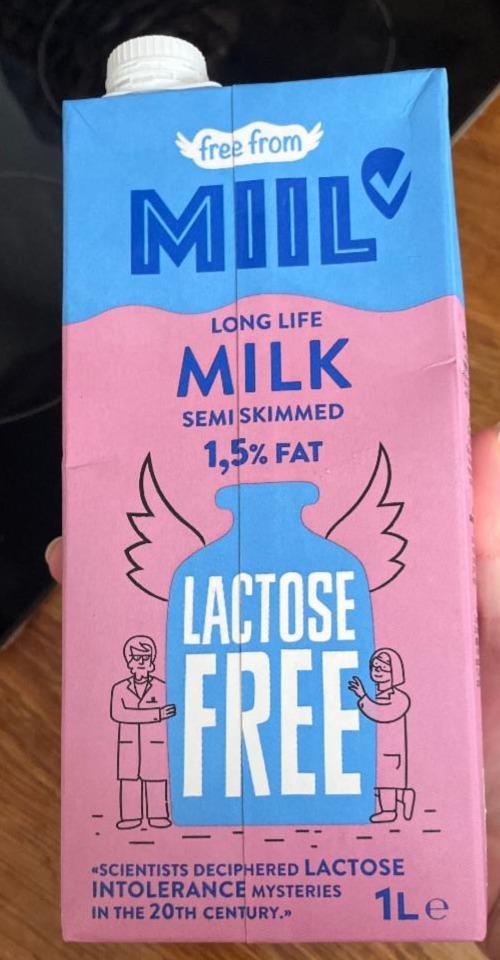 free from
MIIL
LONG LIFE
MILK
SEMI SKIMMED
1,5% FAT
LACTOSE
FREE
«SCIENTISTS DECIPHERED LACTOSE
INTOLERANCE MYSTERIES
IN THE 20TH CENTURY.»
1L e